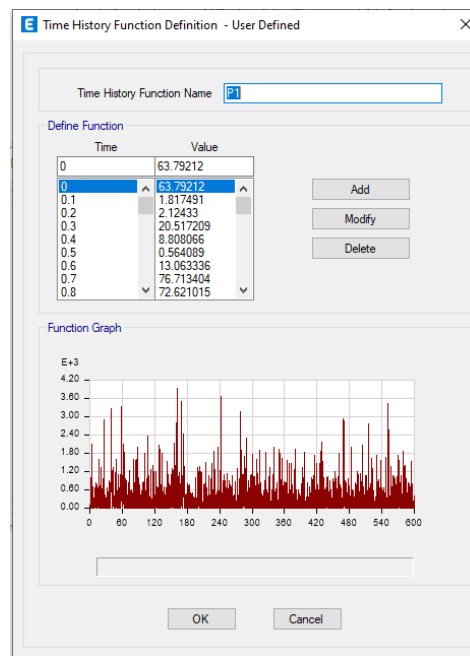 E Time History Function Definition - User Defined
Time History Function Name P1
Define Function
Time Value
0 63.79212
0 63.79212
0.1 1.817491
0.2 2.12433
0.3 20.517209
0.4 8.808066
0.5 0.564089
0.6 13.063336
0.7 76.713404
0.8 72.621015
Add
Modify
Delete
Function Graph
E+3
4.20
3.60
3.00
2.40
1.80
1.20
0.60
0.00
0 60 120 180 240 300 360 420 480 540 600
OK Cancel